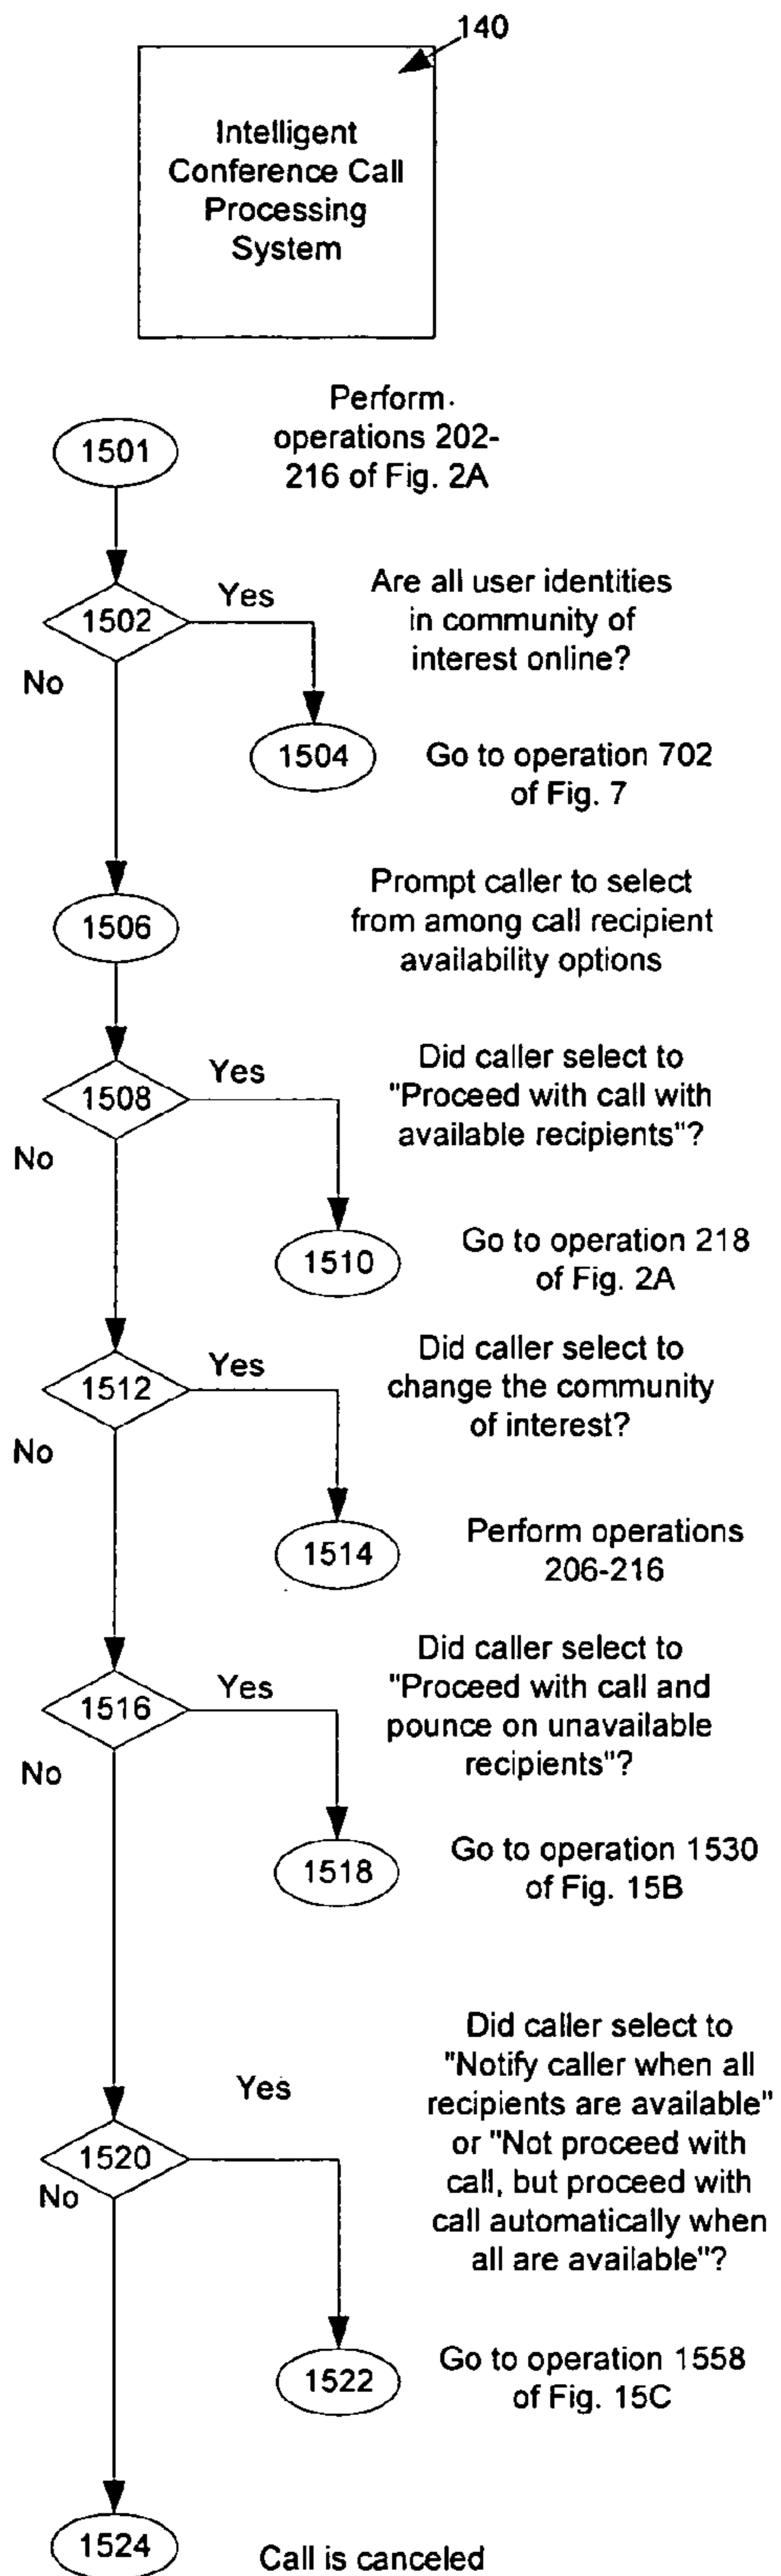 140
Intelligent
Conference Call
Processing
System
Perform
operations 202-
216 of Fig. 2A
1501
1502
Yes
No
Are all user identities
in community of
interest online?
1504
Go to operation 702
of Fig. 7
1506
Prompt caller to select
from among call recipient
availability options
1508
Yes
No
Did caller select to
"Proceed with call with
available recipients"?
1510
Go to operation 218
of Fig. 2A
1512
Yes
No
Did caller select to
change the community
of interest?
1514
Perform operations
206-216
1516
Yes
No
Did caller select to
"Proceed with call and
pounce on unavailable
recipients"?
1518
Go to operation 1530
of Fig. 15B
1520
Yes
No
Did caller select to
"Notify caller when all
recipients are available"
or "Not proceed with
call, but proceed with
call automatically when
all are available"?
1522
Go to operation 1558
of Fig. 15C
1524
Call is canceled